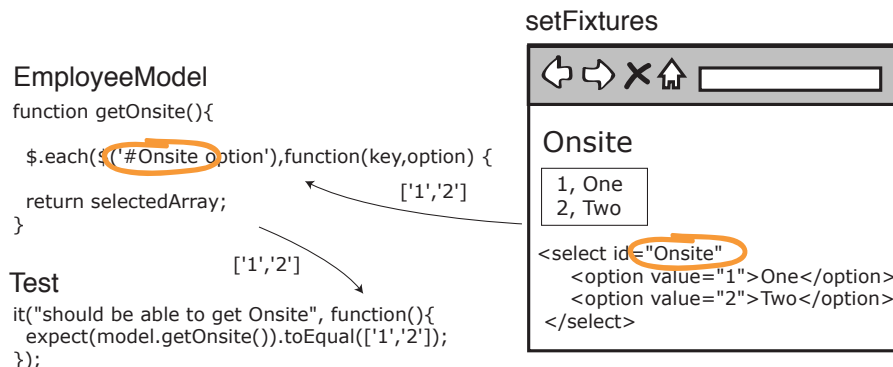 setFixtures
EmployeeModel
function getOnsite(){
$.each($('#Onsite option'),function(key,option) {
return selectedArray;
}
['1','2']
['1','2']
Test
it("should be able to get Onsite", function(){
expect(model.getOnsite()).toEqual(['1','2']);
});
Onsite
1, One
2, Two
<select id="Onsite"
<option value="1">One</option>
<option value="2">Two</option>
</select>